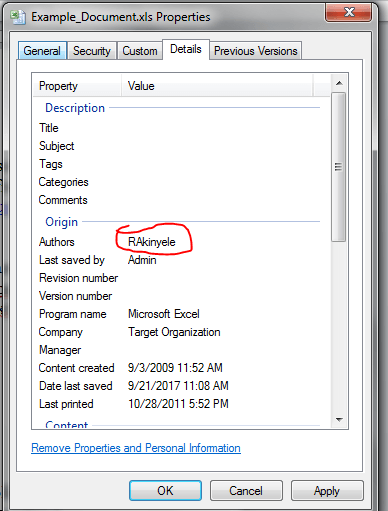 Example_Document.xls Properties
General Security Custom Details Previous Versions
Property Value
Description
Title
Subject
Tags
Categories
Comments
Origin
Authors RAkinyele
Last saved by Admin
Revision number
Version number
Program name Microsoft Excel
Company Target Organization
Manager
Content created 9/3/2009 11:52 AM
Date last saved 9/21/2017 11:08 AM
Last printed 10/28/2011 5:52 PM
Content
Remove Properties and Personal Information
OK Cancel Apply